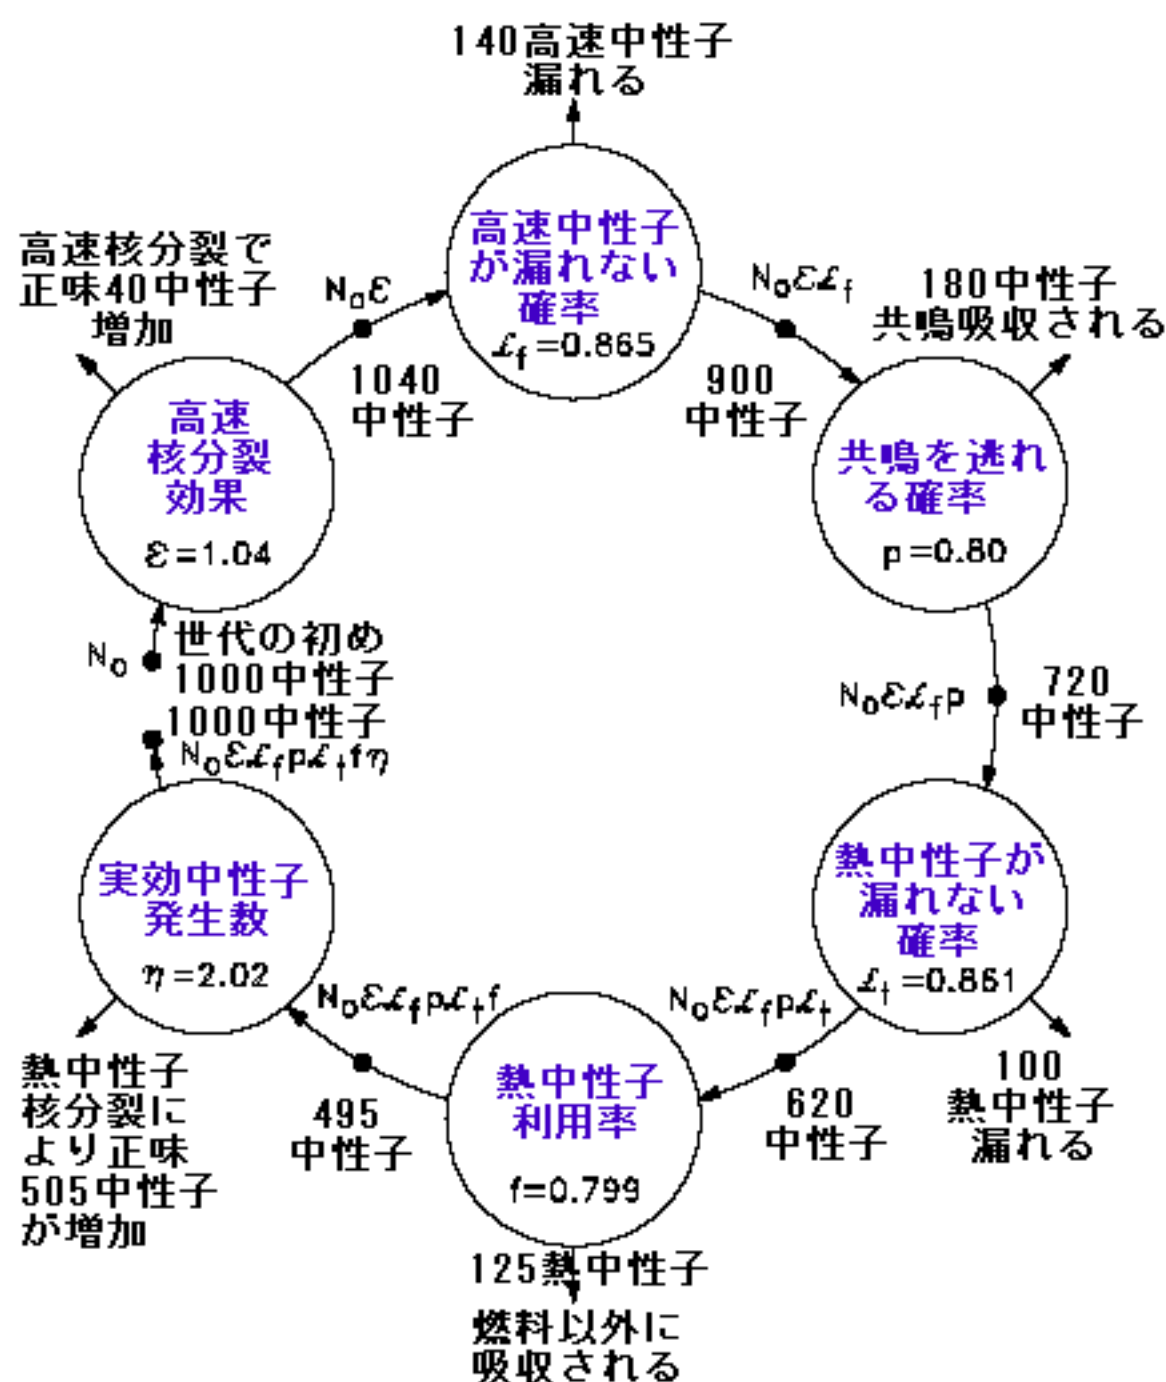 140高速中性子
漏れる
高速中性子
が漏れない
確率
ℒf =0.865
N₀ℰℒf
900
中性子
180中性子
共鳴吸収される
共鳴を逃れ
る確率
p=0.80
N₀ℰℒfp
720
中性子
熱中性子が
漏れない
確率
ℒt =0.861
100
熱中性子
漏れる
N₀ℰℒfpℒt
620
中性子
熱中性子
利用率
f=0.799
125熱中性子
燃料以外に
吸収される
N₀ℰℒfpℒtf
495
中性子
実効中性子
発生数
η=2.02
熱中性子
核分裂に
より正味
505中性子
が増加
1000中性子
N₀ℰℒfpℒtfη
N₀
世代の初め
1000中性子
高速
核分裂
効果
ℰ=1.04
高速核分裂で
正味40中性子
増加
N₀ℰ
1040
中性子